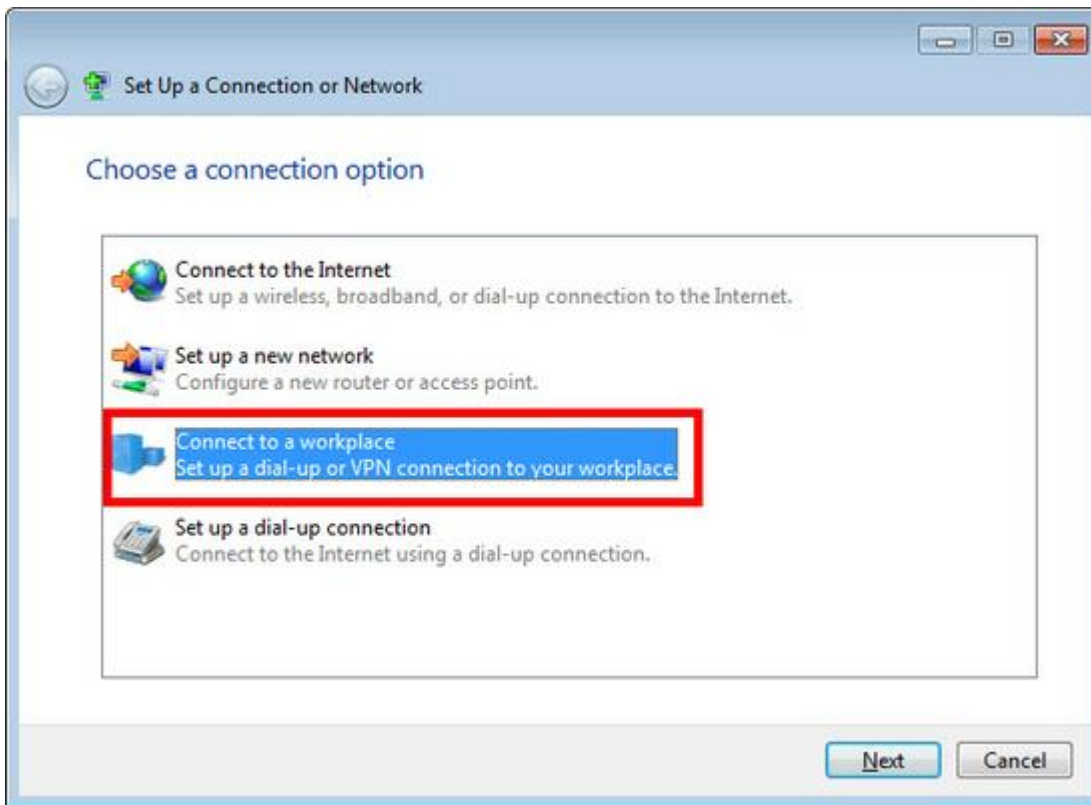 Set Up a Connection or Network
Choose a connection option
Connect to the Internet
Set up a wireless, broadband, or dial-up connection to the Internet.
Set up a new network
Configure a new router or access point.
Connect to a workplace
Set up a dial-up or VPN connection to your workplace.
Set up a dial-up connection
Connect to the Internet using a dial-up connection.
Next Cancel